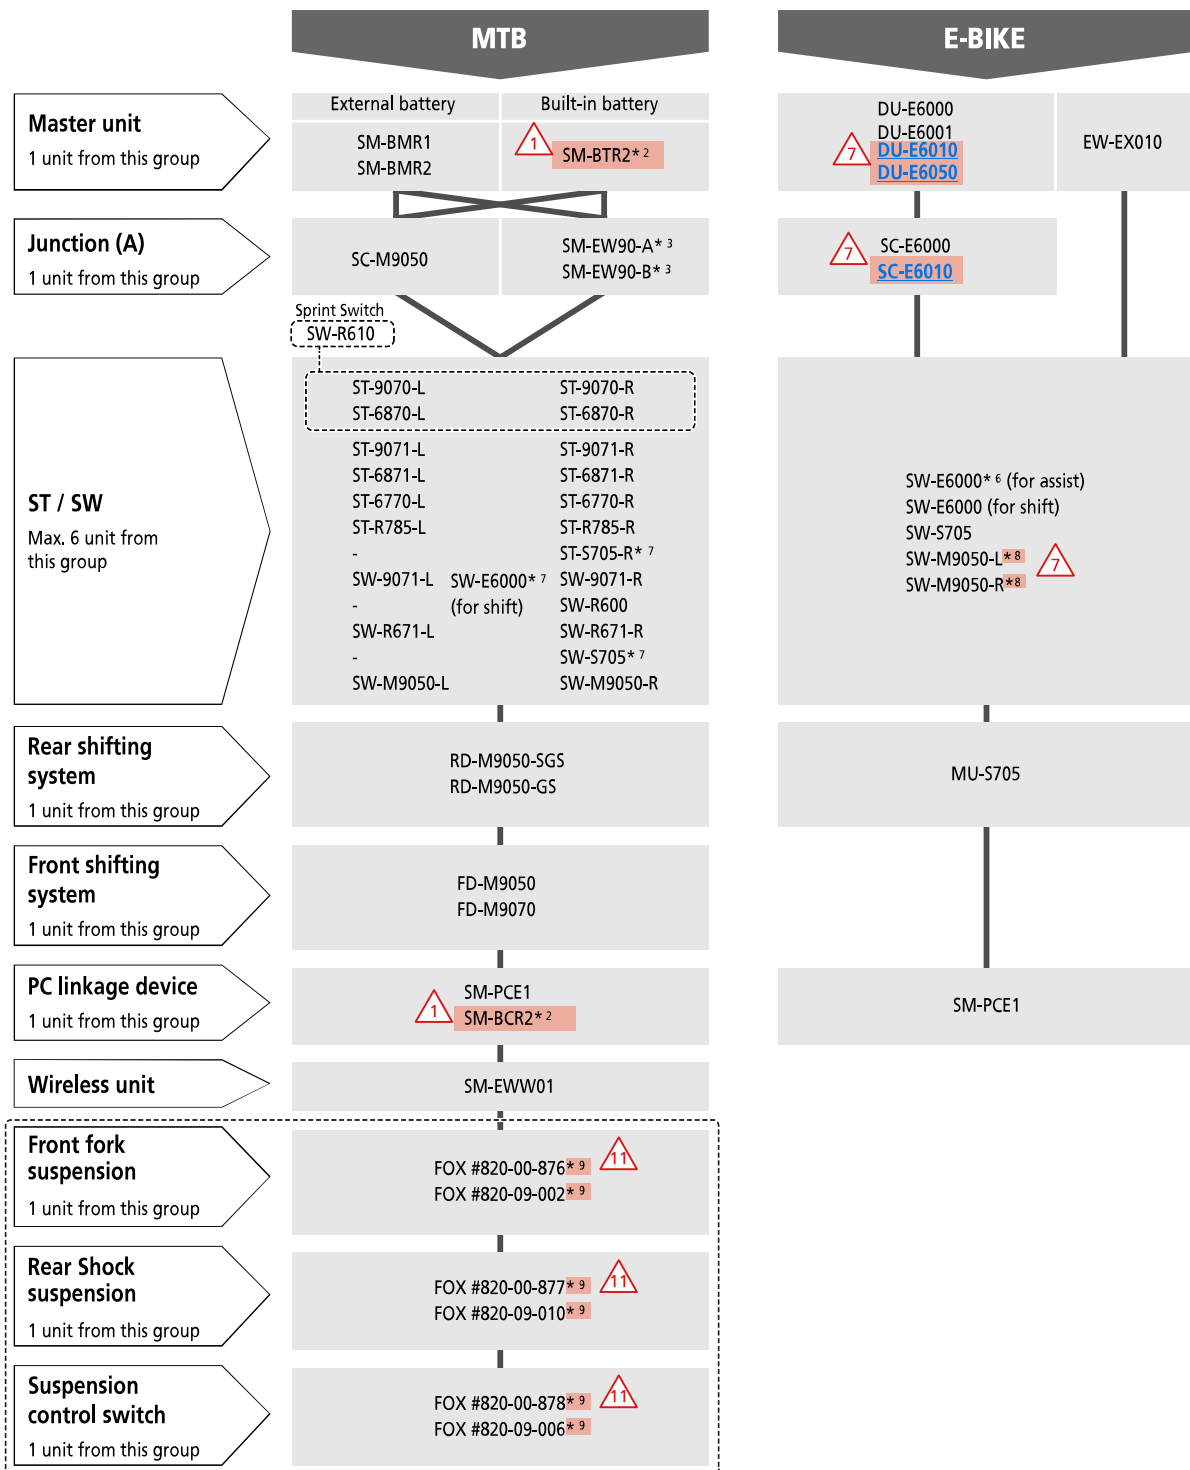 MTB
E-BIKE
Master unit
1 unit from this group
External battery
Built-in battery
SM-BMR1
SM-BMR2
1
SM-BTR2* 2
DU-E6000
DU-E6001
7
DU-E6010
DU-E6050
EW-EX010
Junction (A)
1 unit from this group
SC-M9050
SM-EW90-A* 3
SM-EW90-B* 3
7
SC-E6000
SC-E6010
Sprint Switch
SW-R610
ST / SW
Max. 6 unit from
this group
ST-9070-L ST-9070-R
ST-6870-L ST-6870-R
ST-9071-L ST-9071-R
ST-6871-L ST-6871-R
ST-6770-L ST-6770-R
ST-R785-L ST-R785-R
- ST-S705-R* 7
SW-9071-L SW-E6000* 7 SW-9071-R
- (for shift) SW-R600
SW-R671-L SW-R671-R
- SW-S705* 7
SW-M9050-L SW-M9050-R
SW-E6000* 6 (for assist)
SW-E6000 (for shift)
SW-S705
SW-M9050-L* 8
SW-M9050-R*8
7
Rear shifting
system
1 unit from this group
RD-M9050-SGS
RD-M9050-GS
MU-S705
Front shifting
system
1 unit from this group
FD-M9050
FD-M9070
PC linkage device
1 unit from this group
SM-PCE1
1
SM-BCR2* 2
SM-PCE1
Wireless unit
SM-EWW01
Front fork
suspension
1 unit from this group
FOX #820-00-876* 9
FOX #820-09-002* 9
11
Rear Shock
suspension
1 unit from this group
FOX #820-00-877* 9
FOX #820-09-010* 9
11
Suspension
control switch
1 unit from this group
FOX #820-00-878* 9
FOX #820-09-006* 9
11